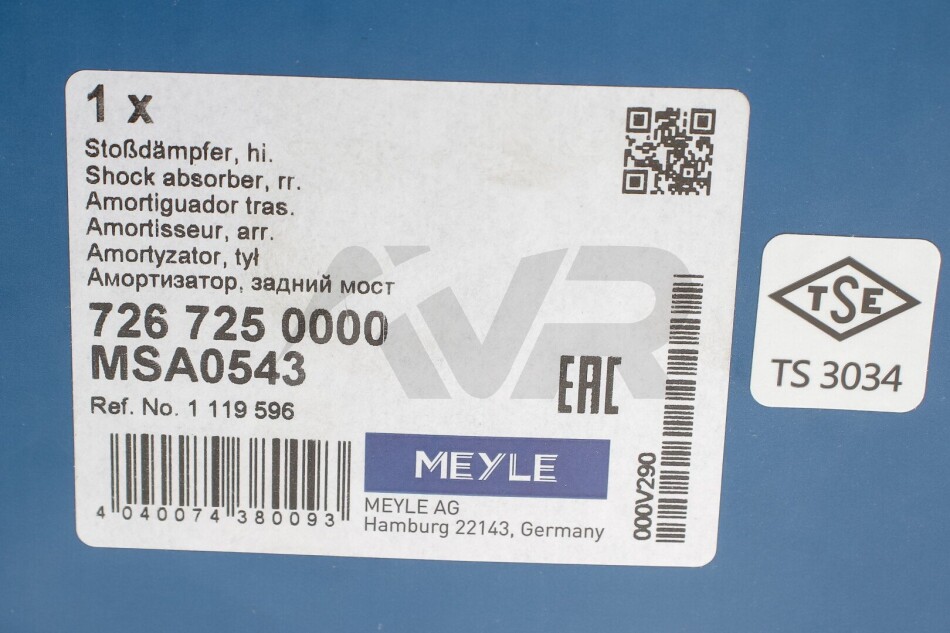 1 x
Stoßdämpfer, hi.
Shock absorber, rr.
Amortiguador tras.
Amortisseur, arr.
Amortyzator, tył
Амортизатор, задний мост
726 725 0000
MSA0543
Ref. No. 1 119 596
4 040074 380093
MEYLE
MEYLE AG
Hamburg 22143, Germany
EAC
000V290
TSE
TS 3034
VR